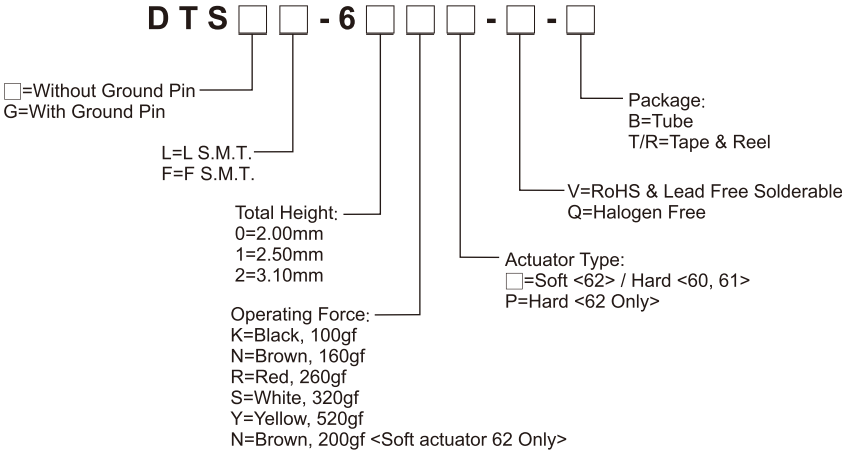 DTS□□-6□□□-□-□
□=Without Ground Pin
G=With Ground Pin
L=L S.M.T.
F=F S.M.T.
Total Height:
0=2.00mm
1=2.50mm
2=3.10mm
Operating Force:
K=Black, 100gf
N=Brown, 160gf
R=Red, 260gf
S=White, 320gf
Y=Yellow, 520gf
N=Brown, 200gf <Soft actuator 62 Only>
Actuator Type:
□=Soft <62> / Hard <60, 61>
P=Hard <62 Only>
V=RoHS & Lead Free Solderable
Q=Halogen Free
Package:
B=Tube
T/R=Tape & Reel